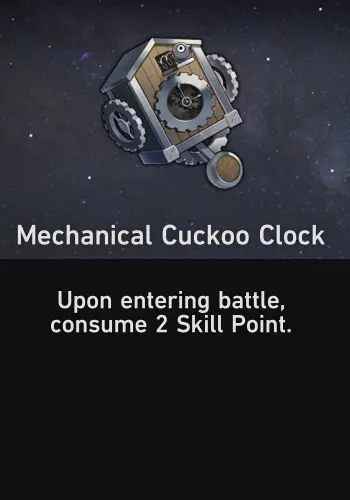 Mechanical Cuckoo Clock
Upon entering battle,
consume 2 Skill Point.